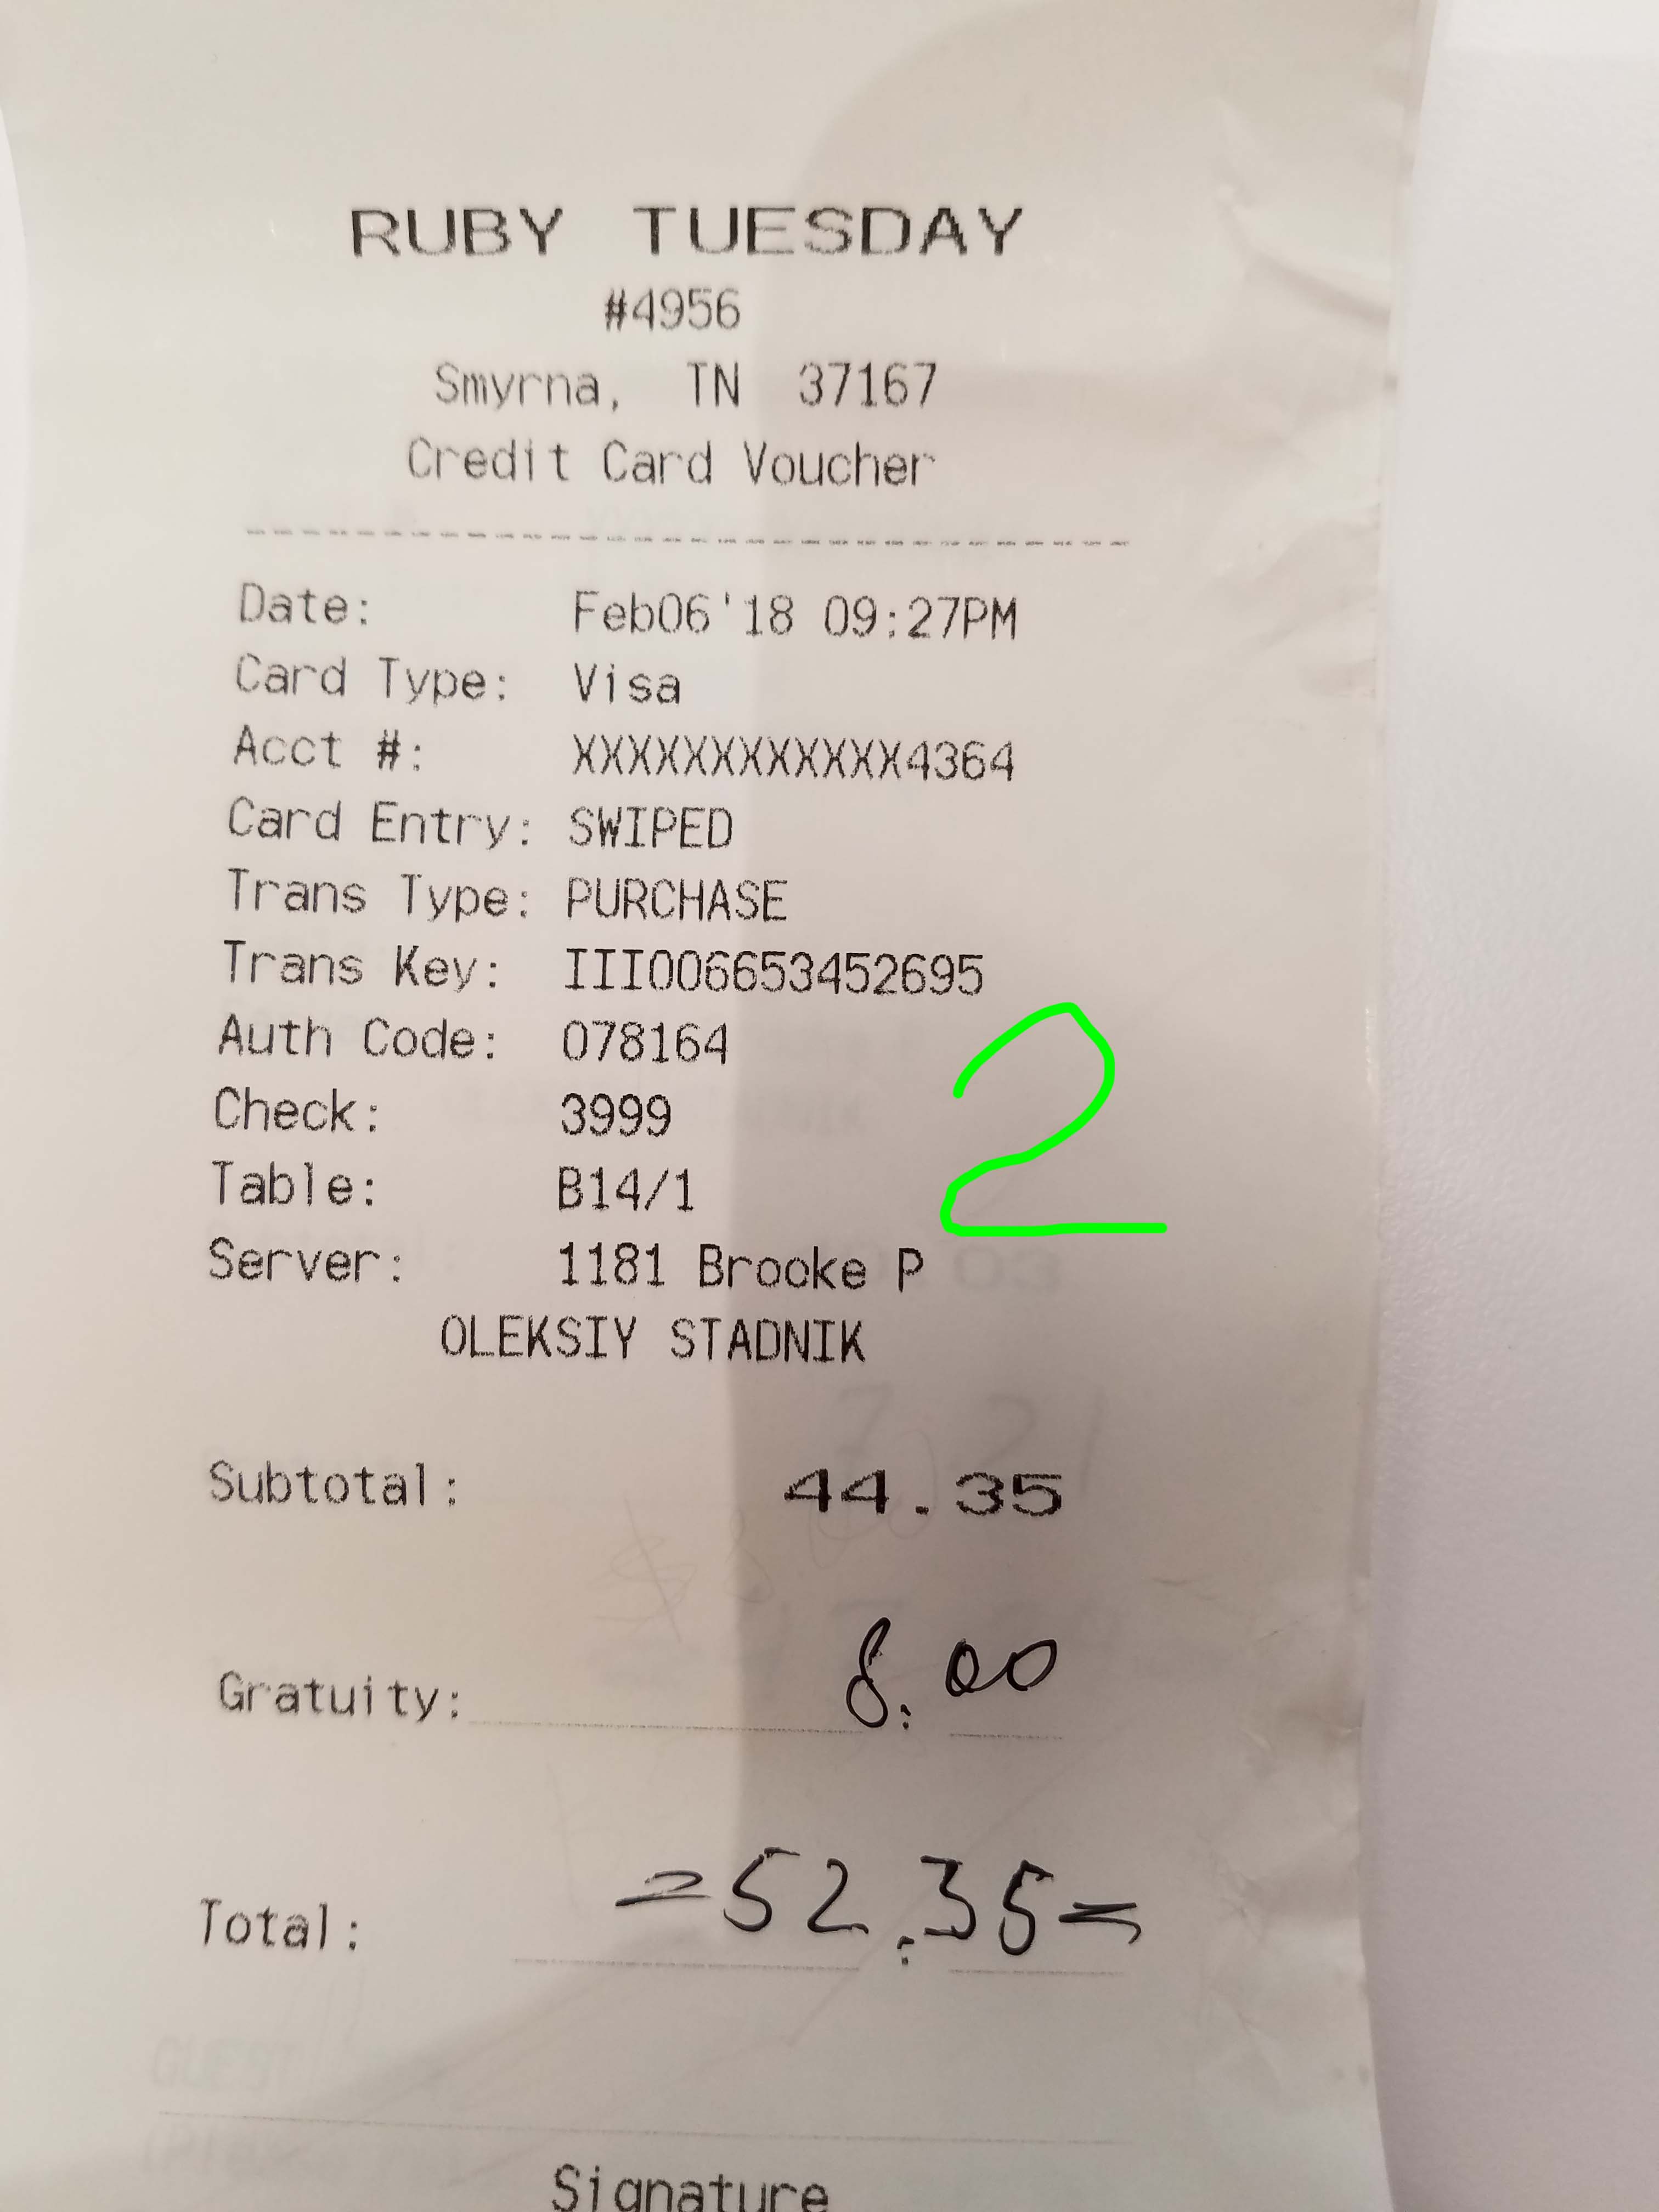 RUBY TUESDAY
#4956
Smyrna, TN 37167
Credit Card Voucher
Date: Feb06'18 09:27PM
Card Type: Visa
Acct #: XXXXXXXXXXXX4364
Card Entry: SWIPED
Trans Type: PURCHASE
Trans Key: III006653452695
Auth Code: 078164
Check: 3999
Table: B14/1
2
Server: 1181 Brooke P
OLEKSIY STADNIK
Subtotal: 44.35
Gratuity: 8.00
Total: =52.35=
GUEST
Signature